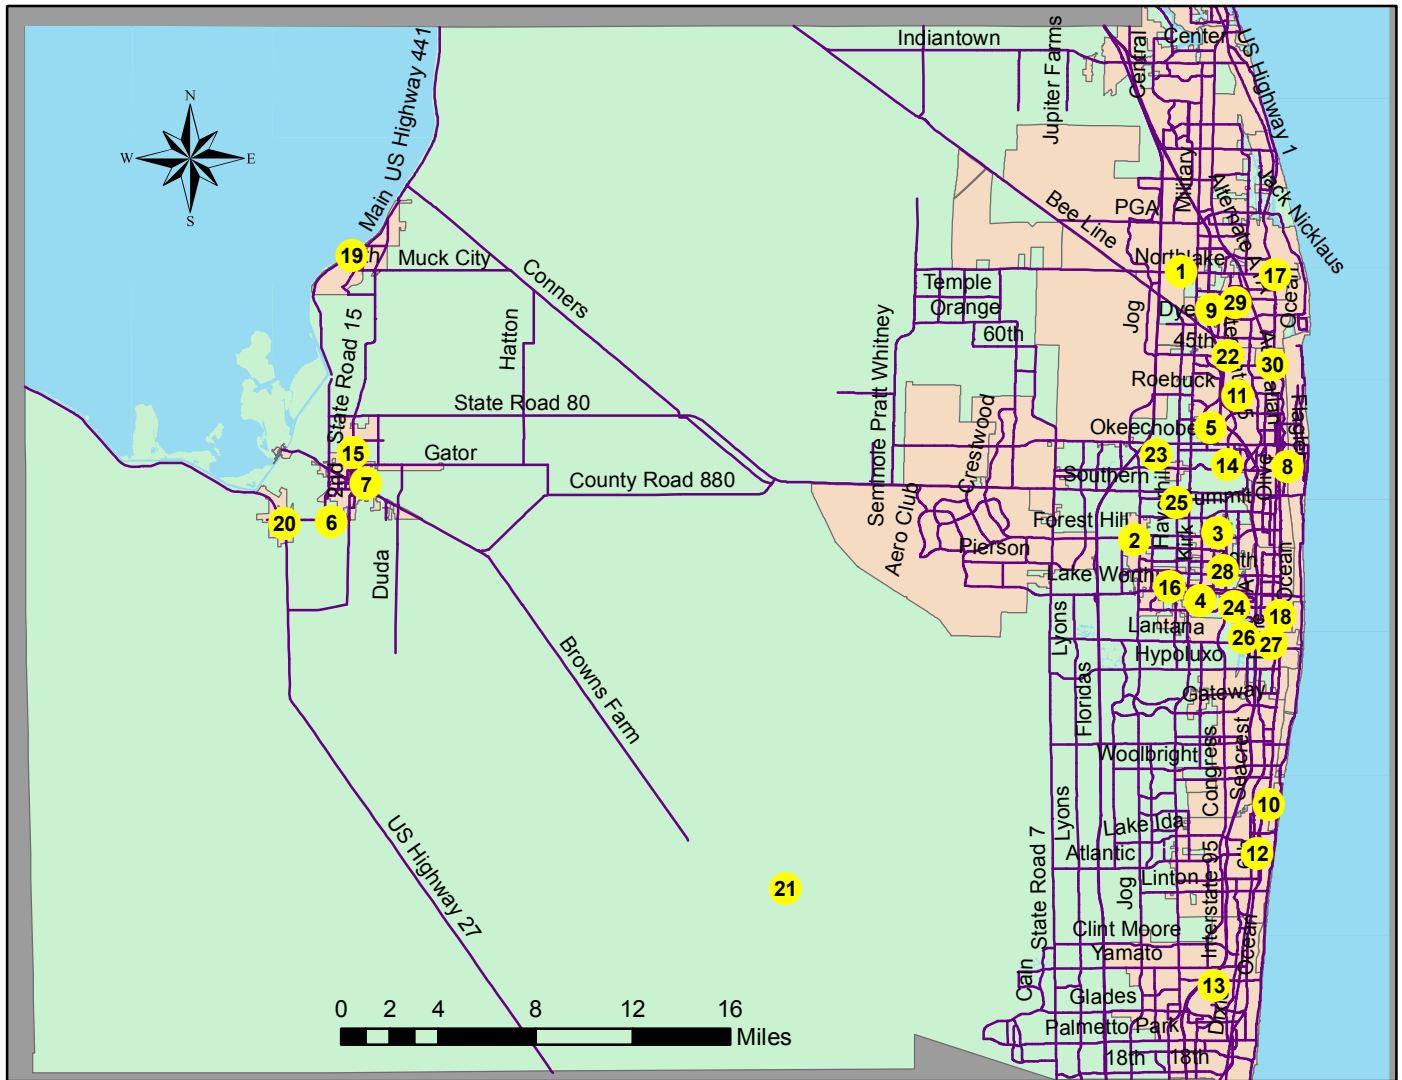 Indiantown
Center
Central
US Highway 1
Jupiter Farms
US Highway 441
N
W
E
S
Main
Military
Alternate A1A
Jack Nicklaus
PGA
Bee Line
19
Muck City
Conners
Northlake
1
17
Temple
Orange
60th
Jog
Dyer
9
29
Ocean
45th
22
30
Hatton
State Road 15
Seminole Pratt Whitney
Roebuck
11
Flagler
State Road 80
Crestwood
Okeechobee
5
15
Gator
23
14
8
Olive
Southern
2nd
7
County Road 880
25
Summit
20
6
Aero Club
Forest Hill
2
Haverhill
Kirk
3
Pierson
28
Duda
Lake Worth
16
4
24
18
Ocean
Lyons
Lantana
26
27
Hypoluxo
Browns Farm
Floridas
Gateway
Woolbright
Congress
Seacrest
10
Lyons
Lake Ida
Atlantic
12
US Highway 27
21
Jog
Linton
State Road 7
Interstate 95
Clint Moore
Yamato
Ocean
Cain
Glades
13
Dixie
0 2 4 8 12 16
Miles
Palmetto Park
18th
18th